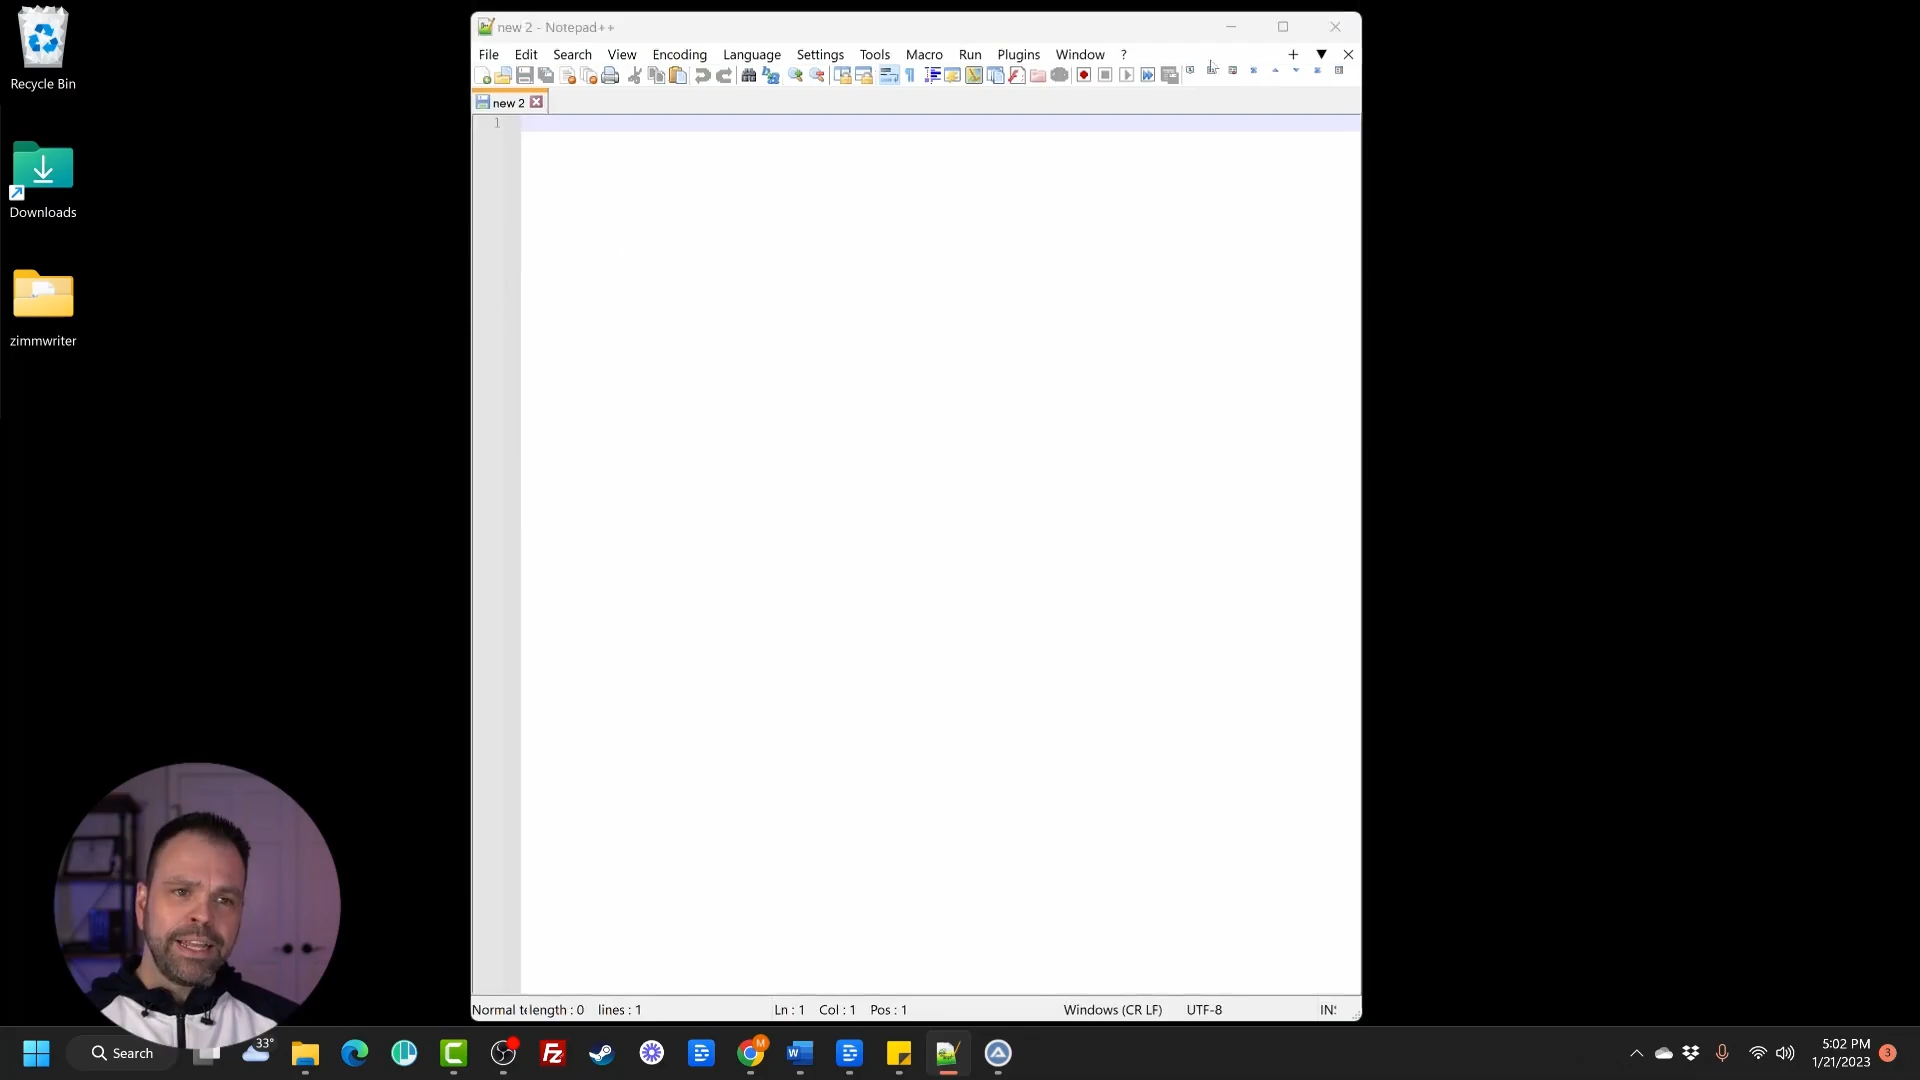 Recycle Bin
Downloads
zimmwriter
new 2 - Notepad++
File Edit Search View Encoding Language Settings Tools Macro Run Plugins Window ?
new 2
1
Normal te length : 0 lines : 1 Ln : 1 Col : 1 Pos : 1 Windows (CR LF) UTF-8 INS
Search
33°
M
5:02 PM
1/21/2023
3